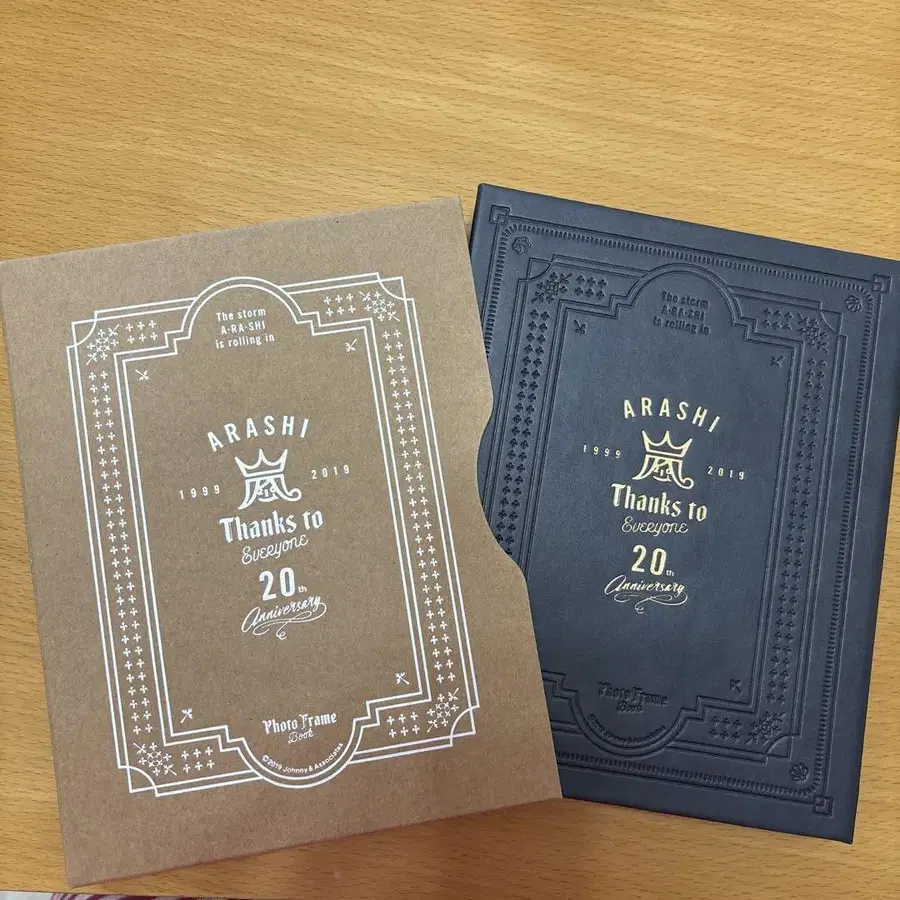 The storm
A·RA·SHI
is rolling in
ARASHI
1999 2019
Thanks to
Everyone
20th
Anniversary
Photo Frame
Book
©2019 Johnny & Associates
The storm
A·RA·SHI
is rolling in
ARASHI
1999 2019
Thanks to
Everyone
20th
Anniversary
Photo Frame
Book